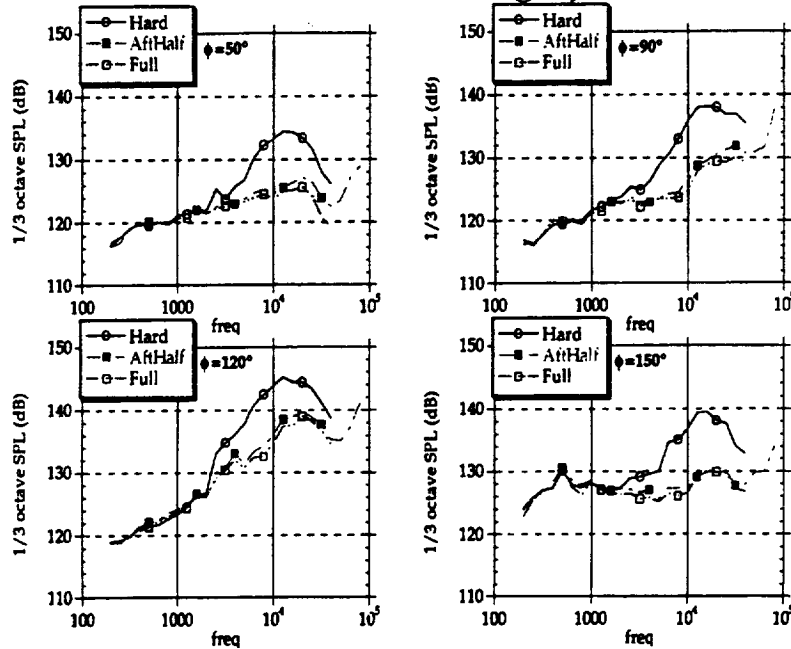 Hard
AftHalf
Full
ϕ=50°
1/3 octave SPL (dB)
150
140
130
120
110
100
1000
10⁴
10⁵
freq
Hard
AftHalf
Full
ϕ=90°
1/3 octave SPL (dB)
150
140
130
120
110
100
1000
10⁴
10⁵
freq
Hard
AftHalf
Full
ϕ=120°
1/3 octave SPL (dB)
150
140
130
120
110
100
1000
10⁴
10⁵
freq
Hard
AftHalf
Full
ϕ=150°
1/3 octave SPL (dB)
150
140
130
120
110
100
1000
10⁴
10⁵
freq